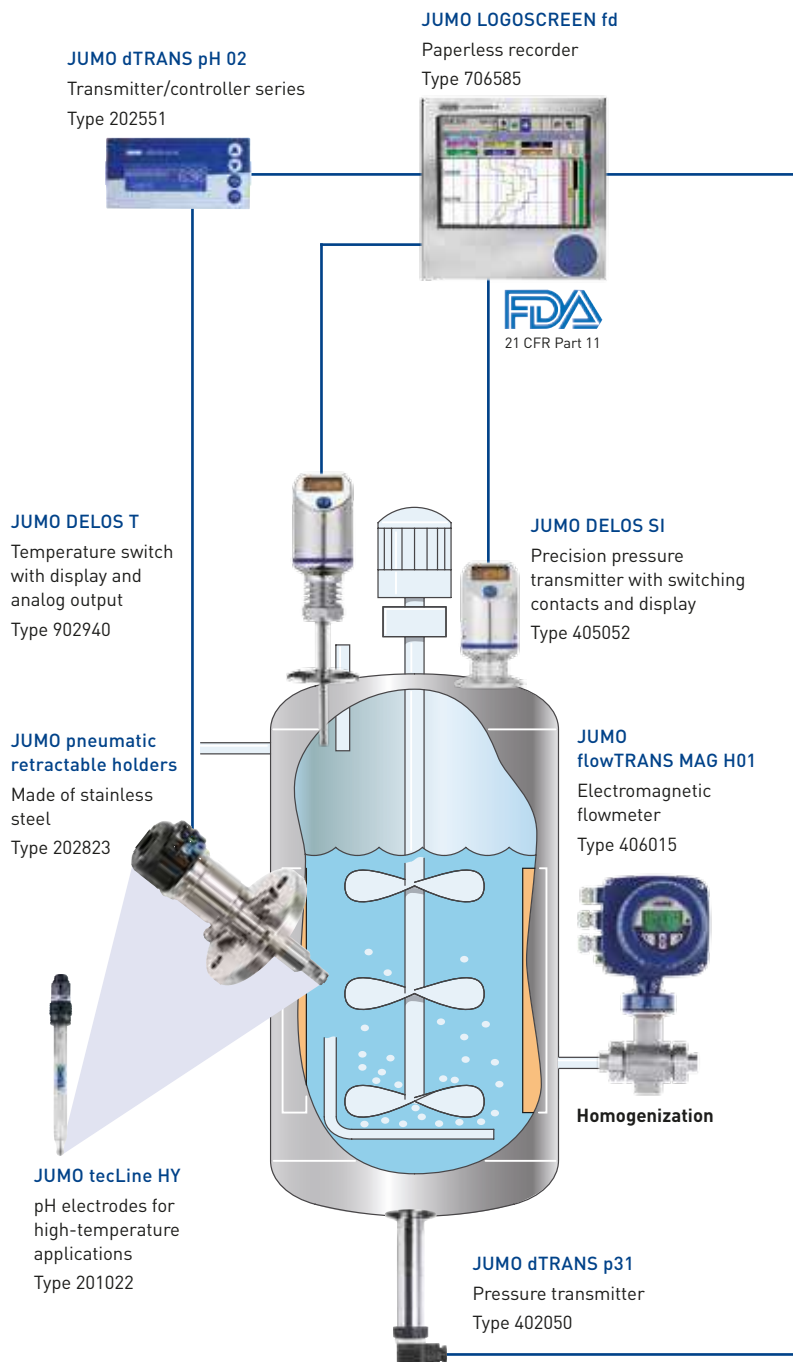 JUMO LOGOSCREEN fd
Paperless recorder
Type 706585
JUMO dTRANS pH 02
Transmitter/controller series
Type 202551
FDA
21 CFR Part 11
JUMO DELOS T
Temperature switch
with display and
analog output
Type 902940
JUMO DELOS SI
Precision pressure
transmitter with switching
contacts and display
Type 405052
JUMO pneumatic
retractable holders
Made of stainless
steel
Type 202823
JUMO
flowTRANS MAG H01
Electromagnetic
flowmeter
Type 406015
Homogenization
JUMO tecLine HY
pH electrodes for
high-temperature
applications
Type 201022
JUMO dTRANS p31
Pressure transmitter
Type 402050